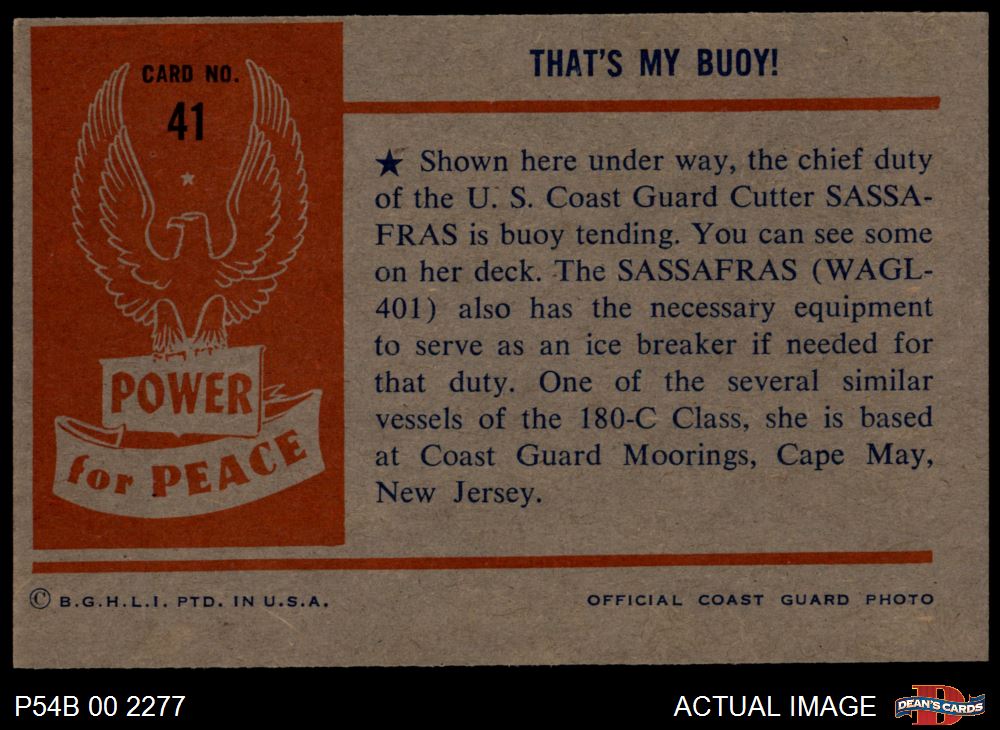 CARD NO.
41
POWER
for PEACE
THAT'S MY BUOY!
★ Shown here under way, the chief duty
of the U. S. Coast Guard Cutter SASSA-
FRAS is buoy tending. You can see some
on her deck. The SASSAFRAS (WAGL-
401) also has the necessary equipment
to serve as an ice breaker if needed for
that duty. One of the several similar
vessels of the 180-C Class, she is based
at Coast Guard Moorings, Cape May,
New Jersey.
© B.G.H.L.I. PTD. IN U.S.A.
OFFICIAL COAST GUARD PHOTO
P54B 00 2277
ACTUAL IMAGE
D
DEAN'S CARDS